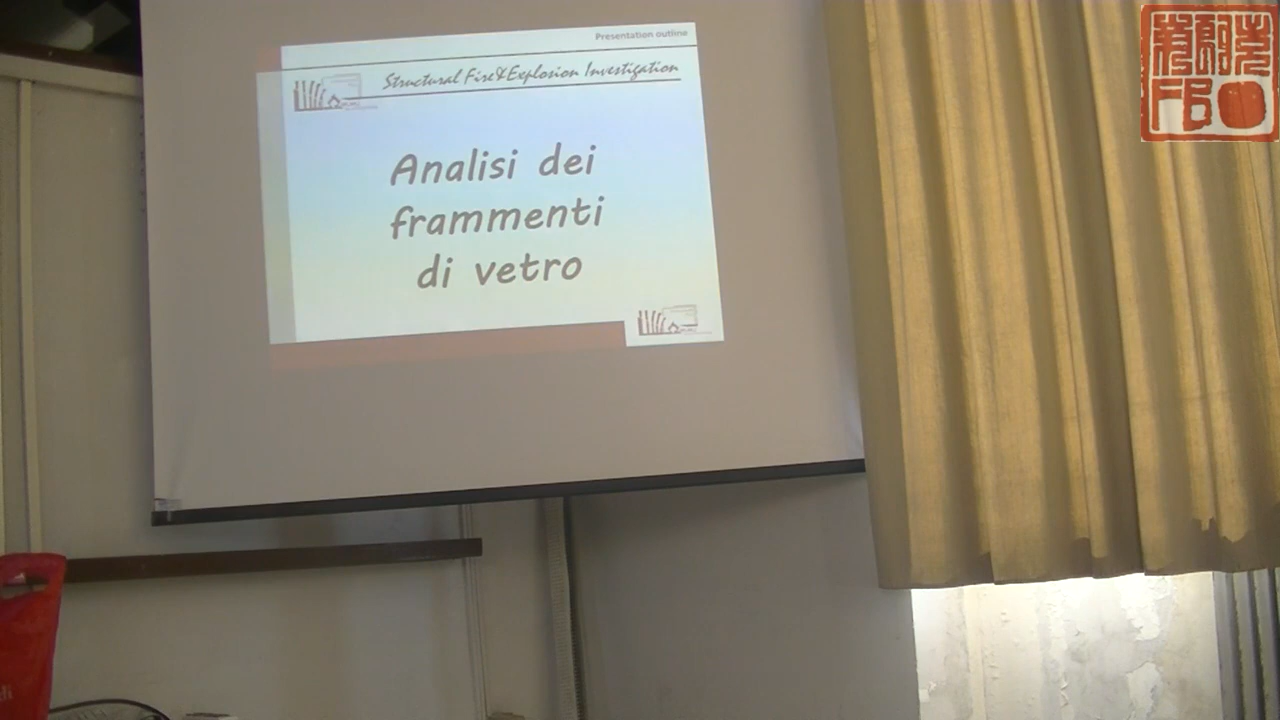 Presentation outline
Structural Fire&Explosion Investigation
Analisi dei
frammenti
di vetro